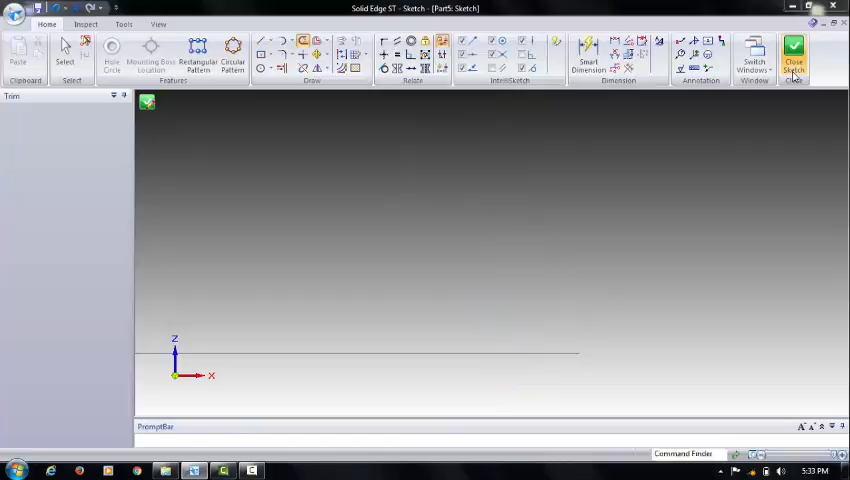 Solid Edge ST - Sketch - [Part5: Sketch]
Home Inspect Tools View
Paste Select Hole Circle Mounting Boss Location Rectangular Pattern Circular Pattern Smart Dimension Switch Windows Close Sketch
Clipboard Select Features Draw Relate IntelliSketch Dimension Annotation Window Close
Trim
Z
X
PromptBar
Command Finder
5:33 PM